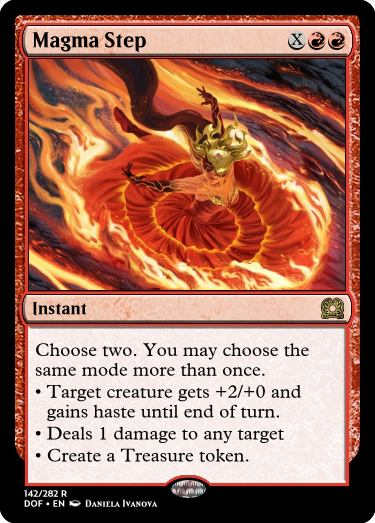 Magma Step X
Instant
Choose two. You may choose the
same mode more than once.
• Target creature gets +2/+0 and
gains haste until end of turn.
• Deals 1 damage to any target
• Create a Treasure token.
142/282 R
DOF • EN Daniela Ivanova